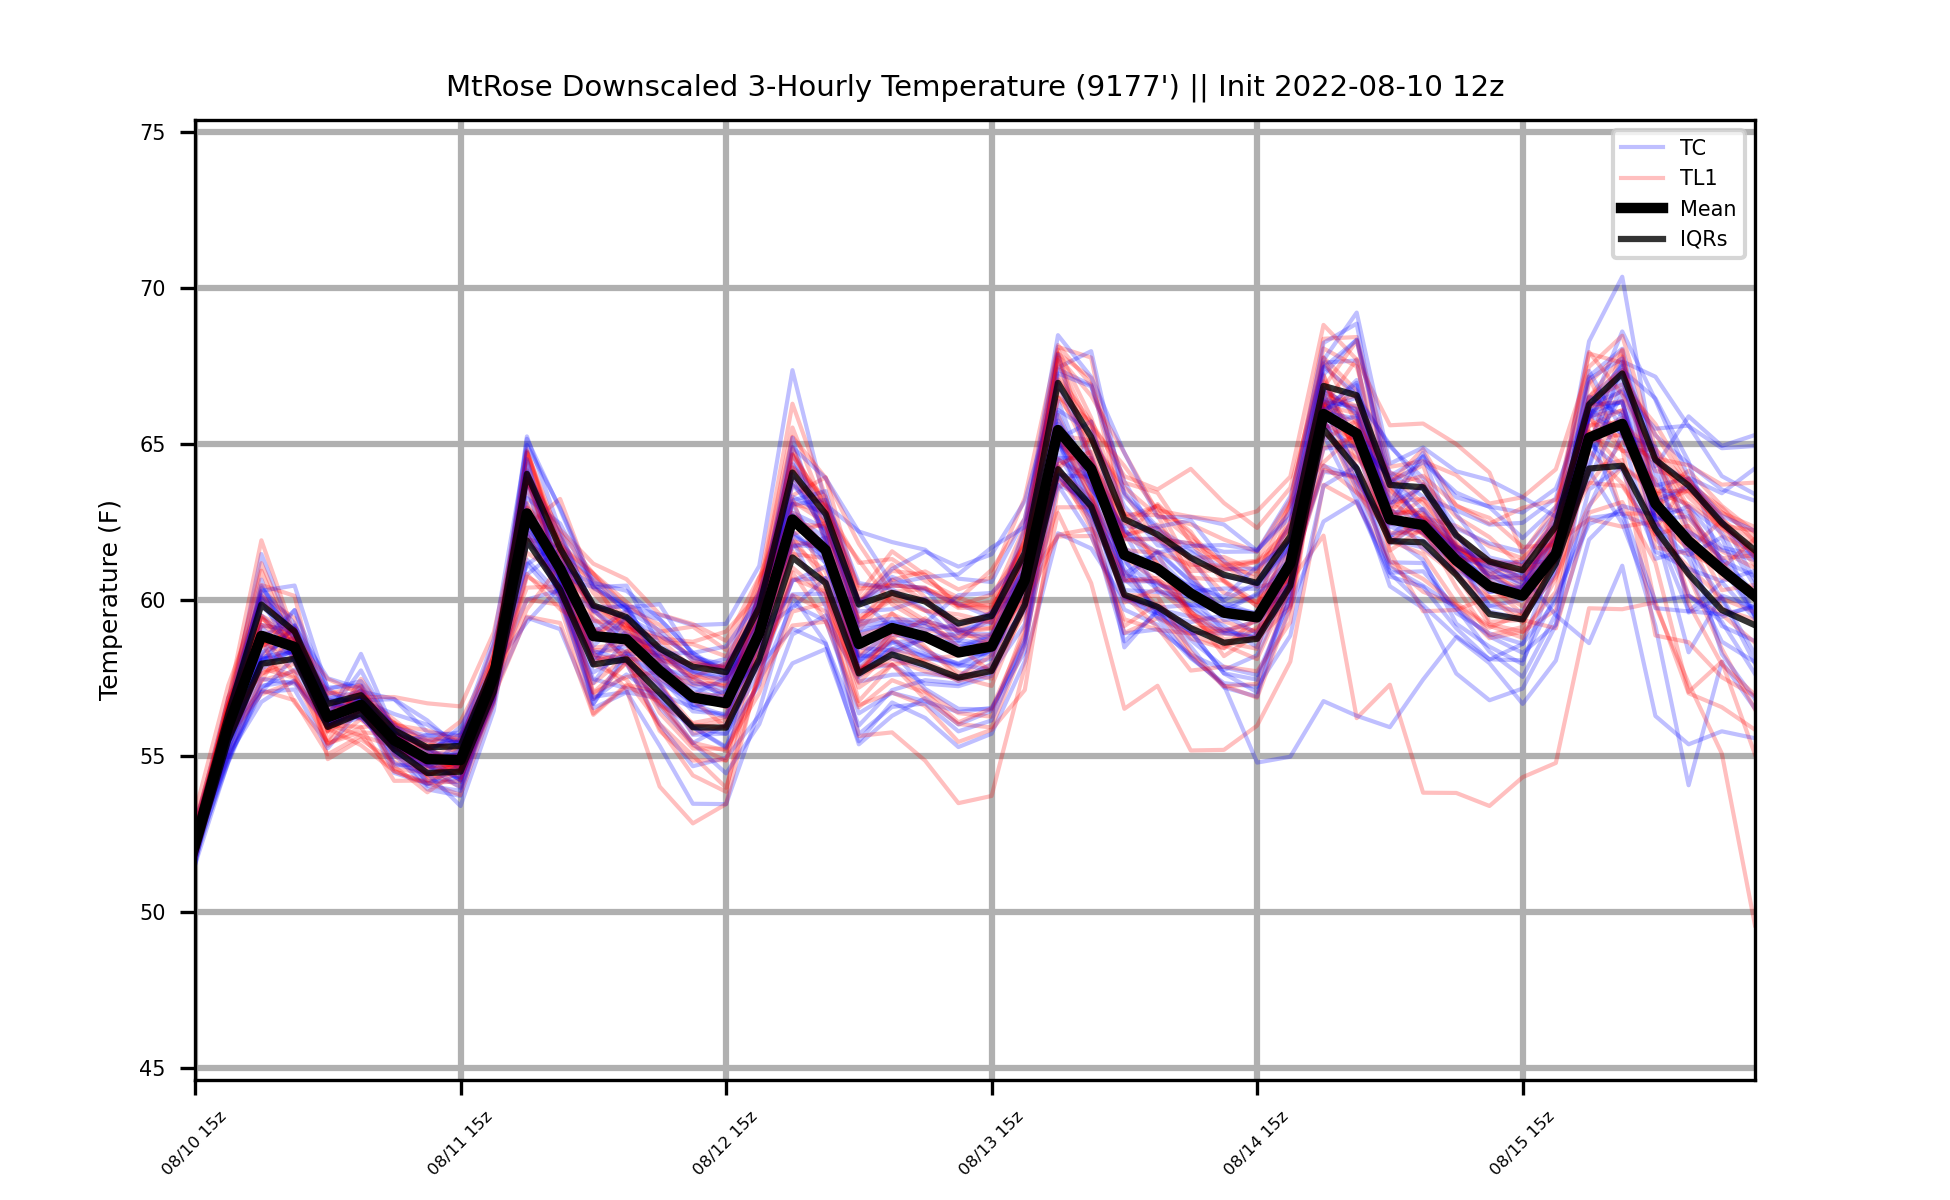 MtRose Downscaled 3-Hourly Temperature (9177') || Init 2022-08-10 12z
TC
TL1
Mean
IQRs
Temperature (F)
75
70
65
60
55
50
45
08/10 15z
08/11 15z
08/12 15z
08/13 15z
08/14 15z
08/15 15z